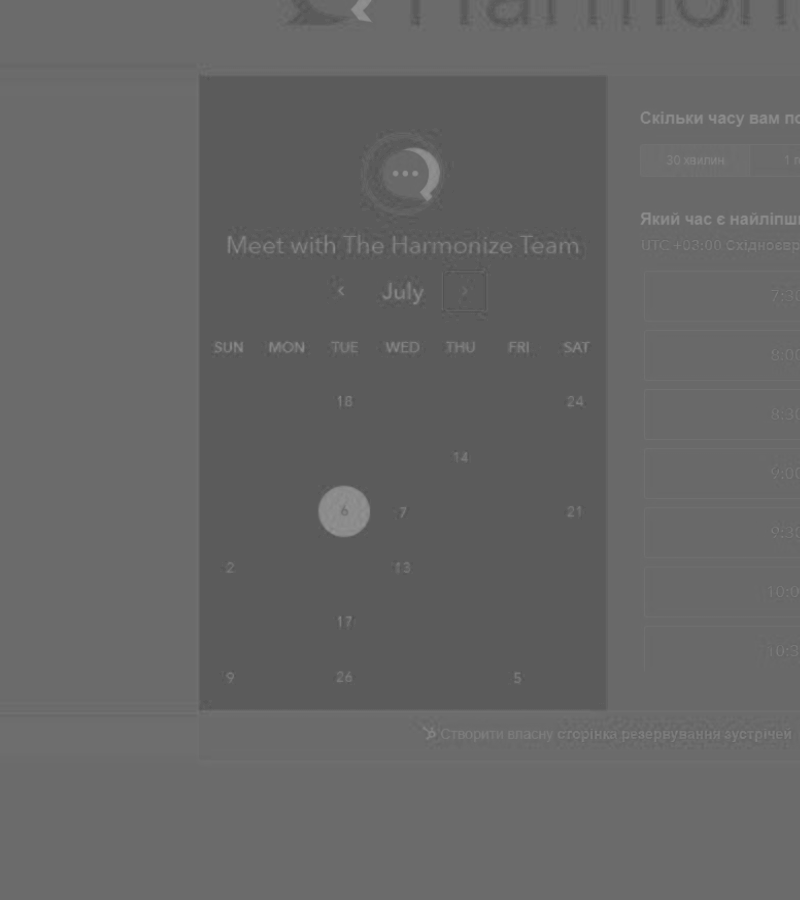 Harmon
Meet with The Harmonize Team
July
SUN MON TUE WED THU FRI SAT
18 24
14
6 7 21
2 13
17
9 26 5
Скільки часу вам по
30 хвилин 1 г
Який час є найліпши
UTC +03:00 Східноєвр
7:30
8:00
8:30
9:00
9:30
10:0
10:3
Створити власну сторінка резервування зустрічей